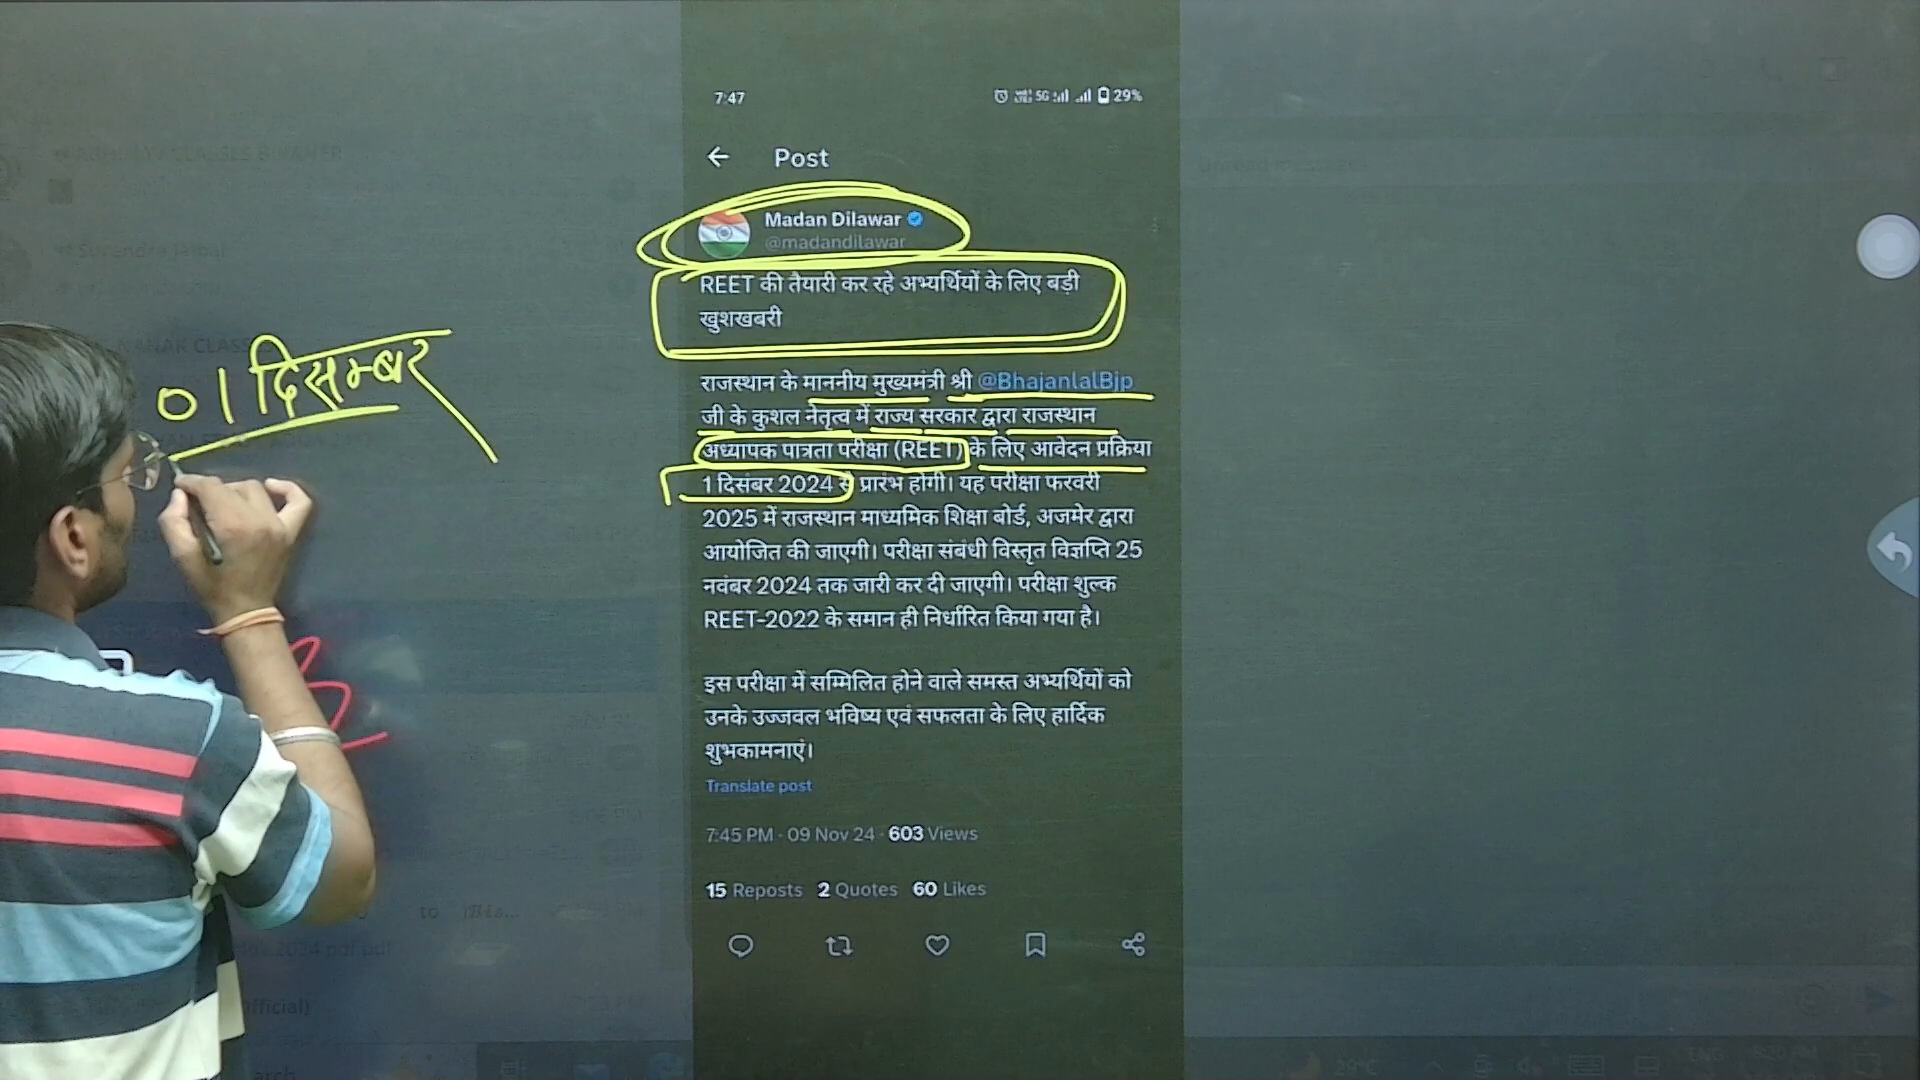 7:47
5G 29%
Post
Madan Dilawar
@madandilawar
REET की तैयारी कर रहे अभ्यर्थियों के लिए बड़ी
खुशखबरी
01 दिसम्बर
राजस्थान के माननीय मुख्यमंत्री श्री @BhajanlalBjp
जी के कुशल नेतृत्व में राज्य सरकार द्वारा राजस्थान
अध्यापक पात्रता परीक्षा (REET) के लिए आवेदन प्रक्रिया
1 दिसंबर 2024 से प्रारंभ होगी। यह परीक्षा फरवरी
2025 में राजस्थान माध्यमिक शिक्षा बोर्ड, अजमेर द्वारा
आयोजित की जाएगी। परीक्षा संबंधी विस्तृत विज्ञप्ति 25
नवंबर 2024 तक जारी कर दी जाएगी। परीक्षा शुल्क
REET-2022 के समान ही निर्धारित किया गया है।
इस परीक्षा में सम्मिलित होने वाले समस्त अभ्यर्थियों को
उनके उज्जवल भविष्य एवं सफलता के लिए हार्दिक
शुभकामनाएं।
Translate post
7:45 PM · 09 Nov 24 · 603 Views
15 Reposts 2 Quotes 60 Likes
29°C